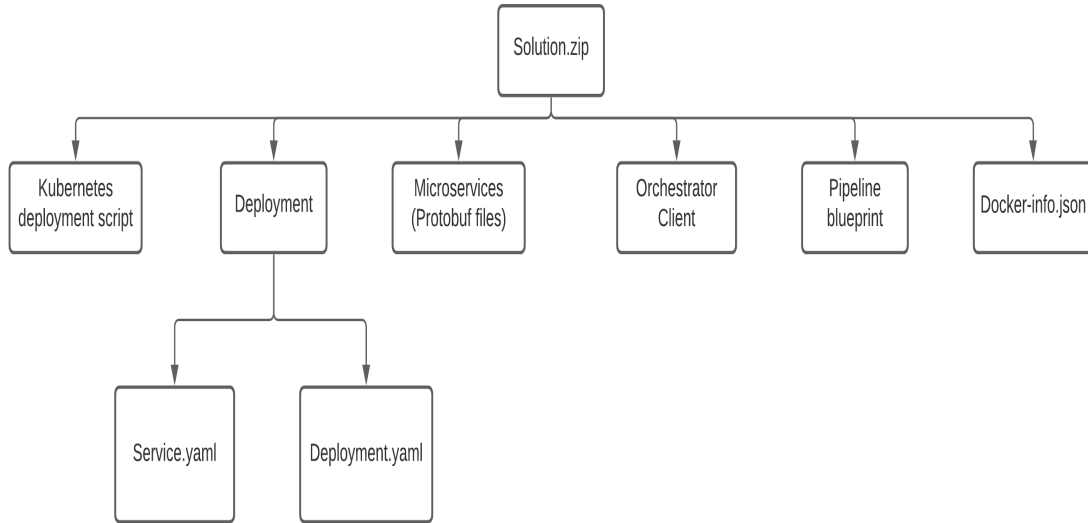 Solution.zip
Kubernetes
deployment script
Deployment
Microservices
(Protobuf files)
Orchestrator
Client
Pipeline
blueprint
Docker-info.json
Service.yaml
Deployment.yaml